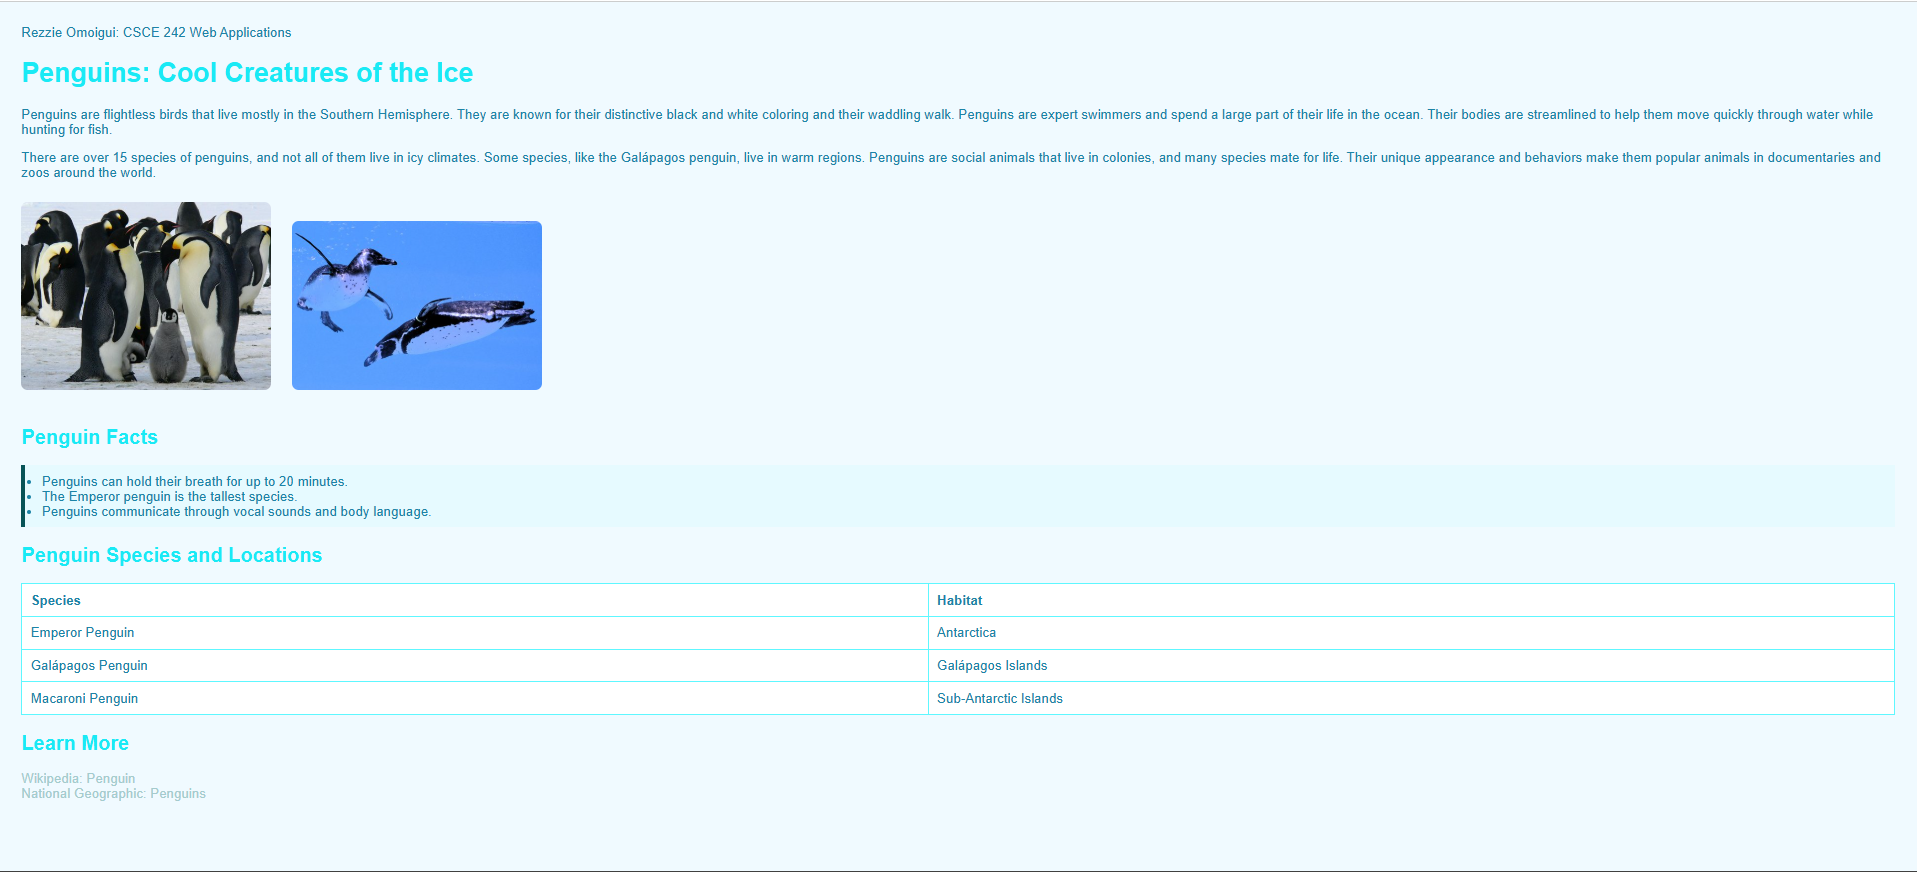 Rezzie Omoigui: CSCE 242 Web Applications
Penguins: Cool Creatures of the Ice
Penguins are flightless birds that live mostly in the Southern Hemisphere. They are known for their distinctive black and white coloring and their waddling walk. Penguins are expert swimmers and spend a large part of their life in the ocean. Their bodies are streamlined to help them move quickly through water while
hunting for fish.
There are over 15 species of penguins, and not all of them live in icy climates. Some species, like the Galápagos penguin, live in warm regions. Penguins are social animals that live in colonies, and many species mate for life. Their unique appearance and behaviors make them popular animals in documentaries and
zoos around the world.
Penguin Facts
• Penguins can hold their breath for up to 20 minutes.
• The Emperor penguin is the tallest species.
• Penguins communicate through vocal sounds and body language.
Penguin Species and Locations
Species Habitat
Emperor Penguin Antarctica
Galápagos Penguin Galápagos Islands
Macaroni Penguin Sub-Antarctic Islands
Learn More
Wikipedia: Penguin
National Geographic: Penguins